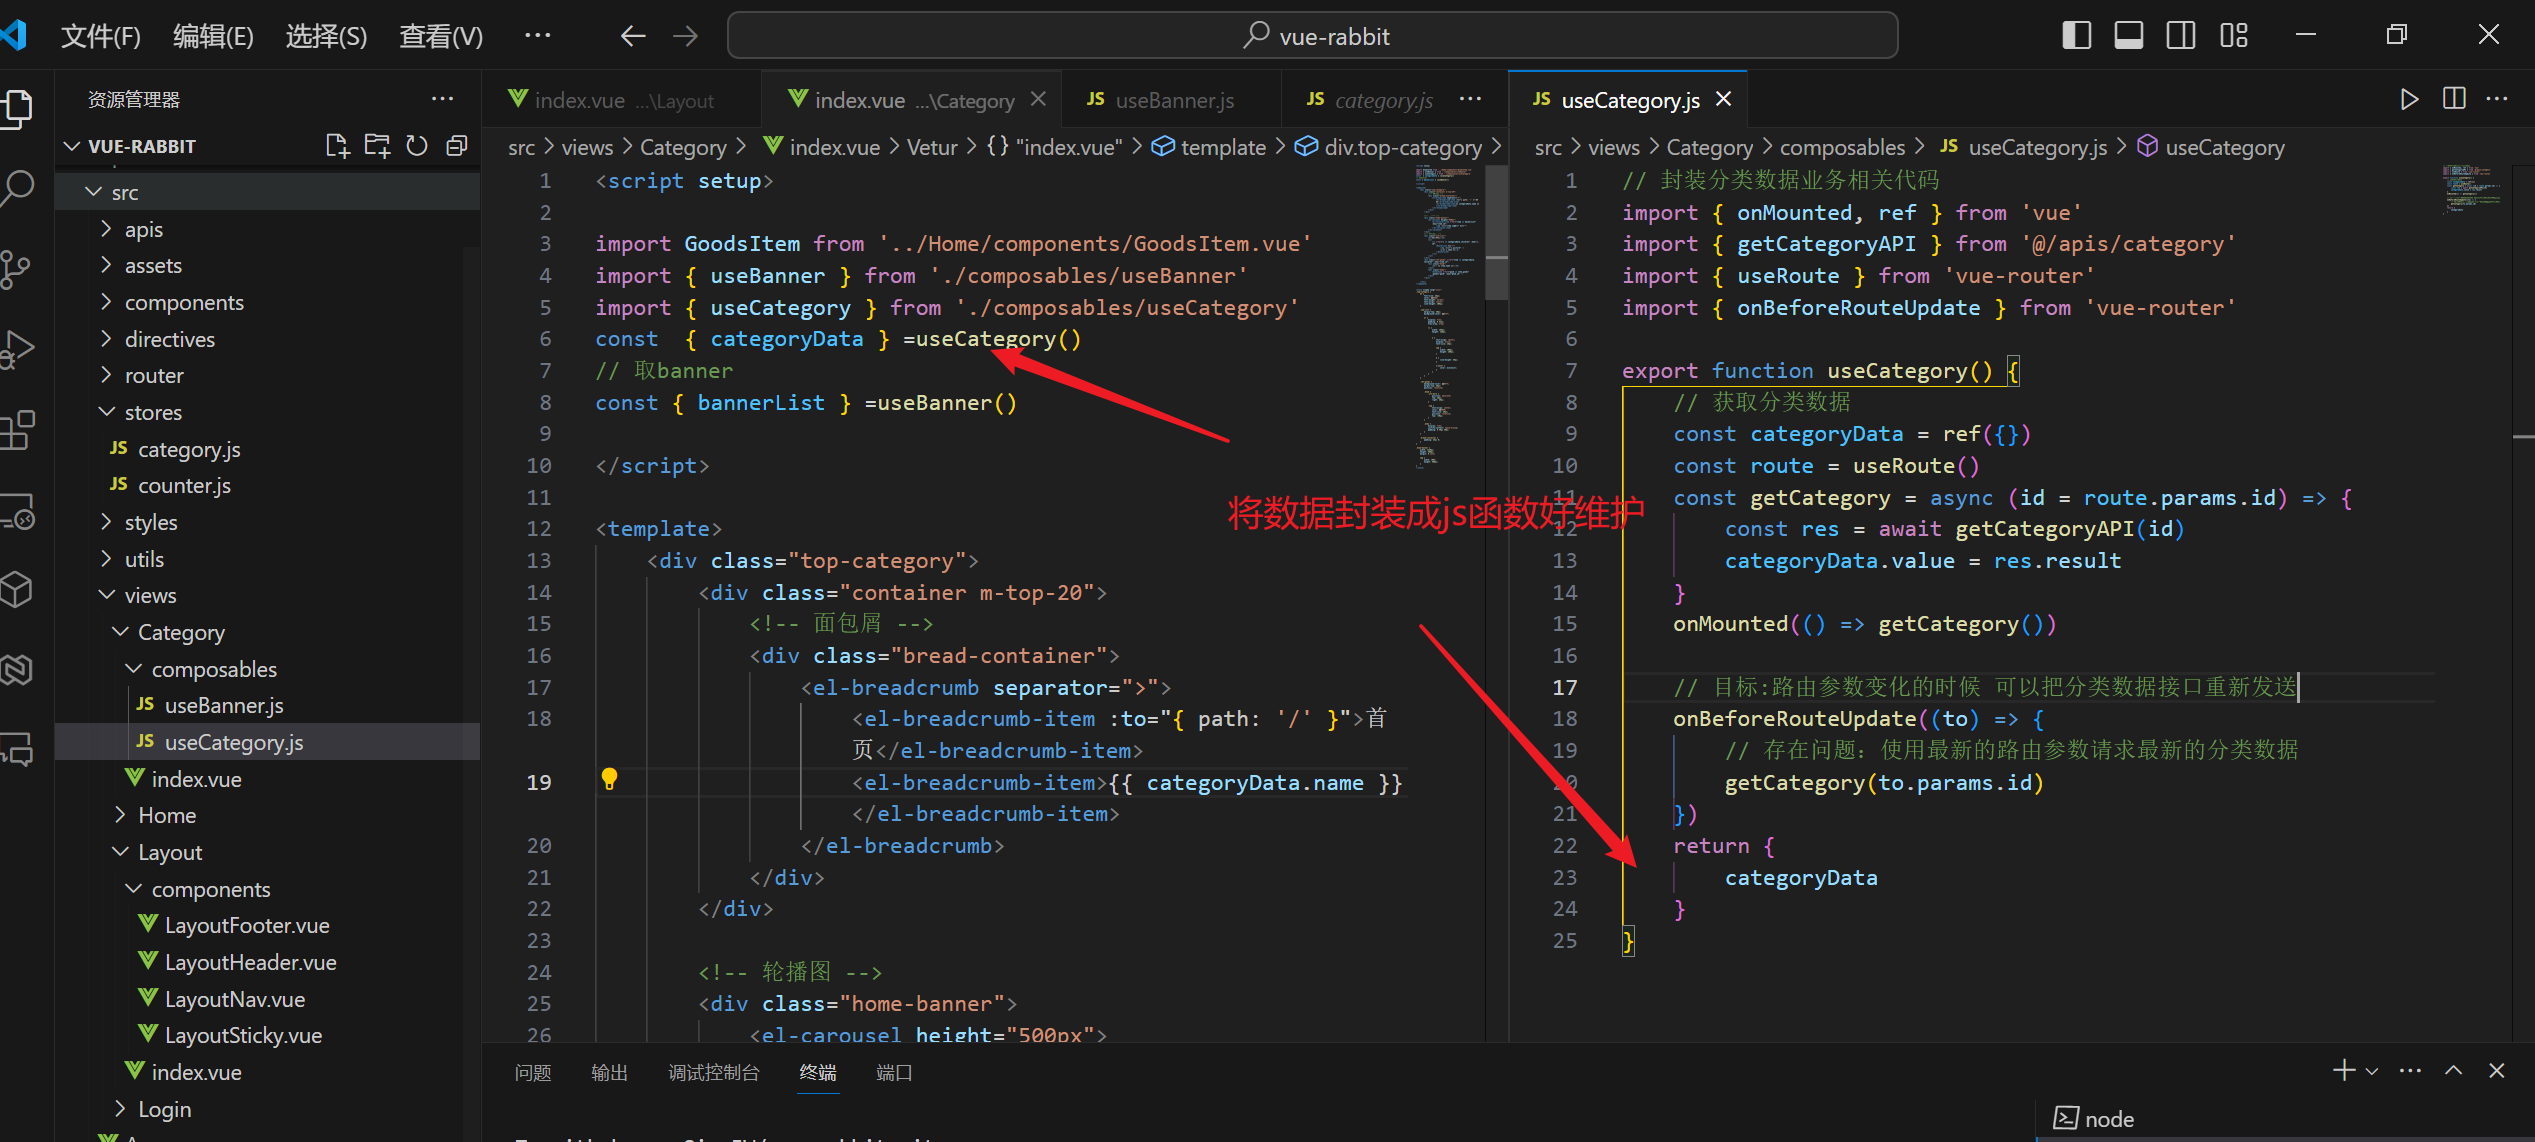 文件(F) 编辑(E) 选择(S) 查看(V) ··· vue-rabbit
资源管理器 ···
VUE-RABBIT
src
apis
assets
components
directives
router
stores
JS category.js
JS counter.js
styles
utils
views
Category
composables
JS useBanner.js
JS useCategory.js
index.vue
Home
Layout
components
LayoutFooter.vue
LayoutHeader.vue
LayoutNav.vue
LayoutSticky.vue
index.vue
Login
index.vue ...\Layout index.vue ...\Category JS useBanner.js JS category.js ···
src > views > Category > index.vue > Vetur > {} "index.vue" > template > div.top-category >
1 <script setup>
2
3 import GoodsItem from '../Home/components/GoodsItem.vue'
4 import { useBanner } from './composables/useBanner'
5 import { useCategory } from './composables/useCategory'
6 const  { categoryData } =useCategory()
7 // 取banner
8 const { bannerList } =useBanner()
9
10 </script>
11
12 <template>
13 <div class="top-category">
14 <div class="container m-top-20">
15 <!-- 面包屑 -->
16 <div class="bread-container">
17 <el-breadcrumb separator=">">
18 <el-breadcrumb-item :to="{ path: '/' }">首
页</el-breadcrumb-item>
19 <el-breadcrumb-item>{{ categoryData.name }}
</el-breadcrumb-item>
20 </el-breadcrumb>
21 </div>
22 </div>
23
24 <!-- 轮播图 -->
25 <div class="home-banner">
26 <el-carousel height="500px">
将数据封装成js函数好维护
JS useCategory.js
src > views > Category > composables > JS useCategory.js > useCategory
1 // 封装分类数据业务相关代码
2 import { onMounted, ref } from 'vue'
3 import { getCategoryAPI } from '@/apis/category'
4 import { useRoute } from 'vue-router'
5 import { onBeforeRouteUpdate } from 'vue-router'
6
7 export function useCategory() {
8 // 获取分类数据
9 const categoryData = ref({})
10 const route = useRoute()
11 const getCategory = async (id = route.params.id) => {
12 const res = await getCategoryAPI(id)
13 categoryData.value = res.result
14 }
15 onMounted(() => getCategory())
16
17 // 目标:路由参数变化的时候 可以把分类数据接口重新发送
18 onBeforeRouteUpdate((to) => {
19 // 存在问题: 使用最新的路由参数请求最新的分类数据
20 getCategory(to.params.id)
21 })
22 return {
23 categoryData
24 }
25 }
问题 输出 调试控制台 终端 端口
node